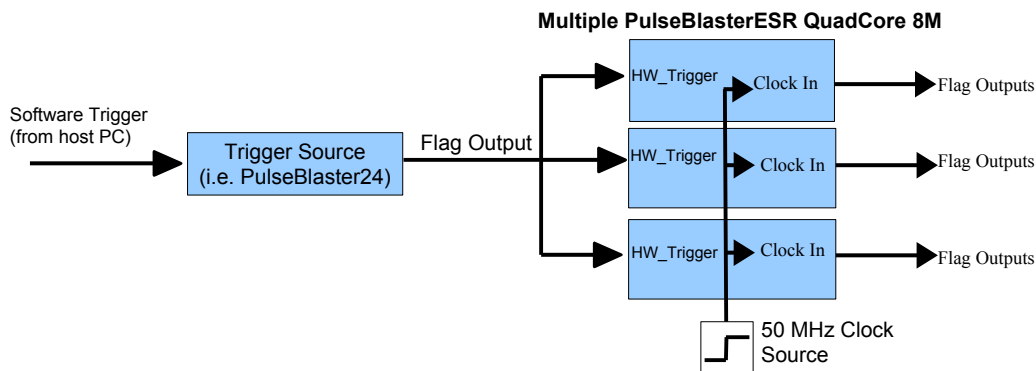 Multiple PulseBlasterESR QuadCore 8M
Software Trigger
(from host PC)
Trigger Source
(i.e. PulseBlaster24)
Flag Output
HW_Trigger
Clock In
Flag Outputs
HW_Trigger
Clock In
Flag Outputs
HW_Trigger
Clock In
Flag Outputs
50 MHz Clock
Source